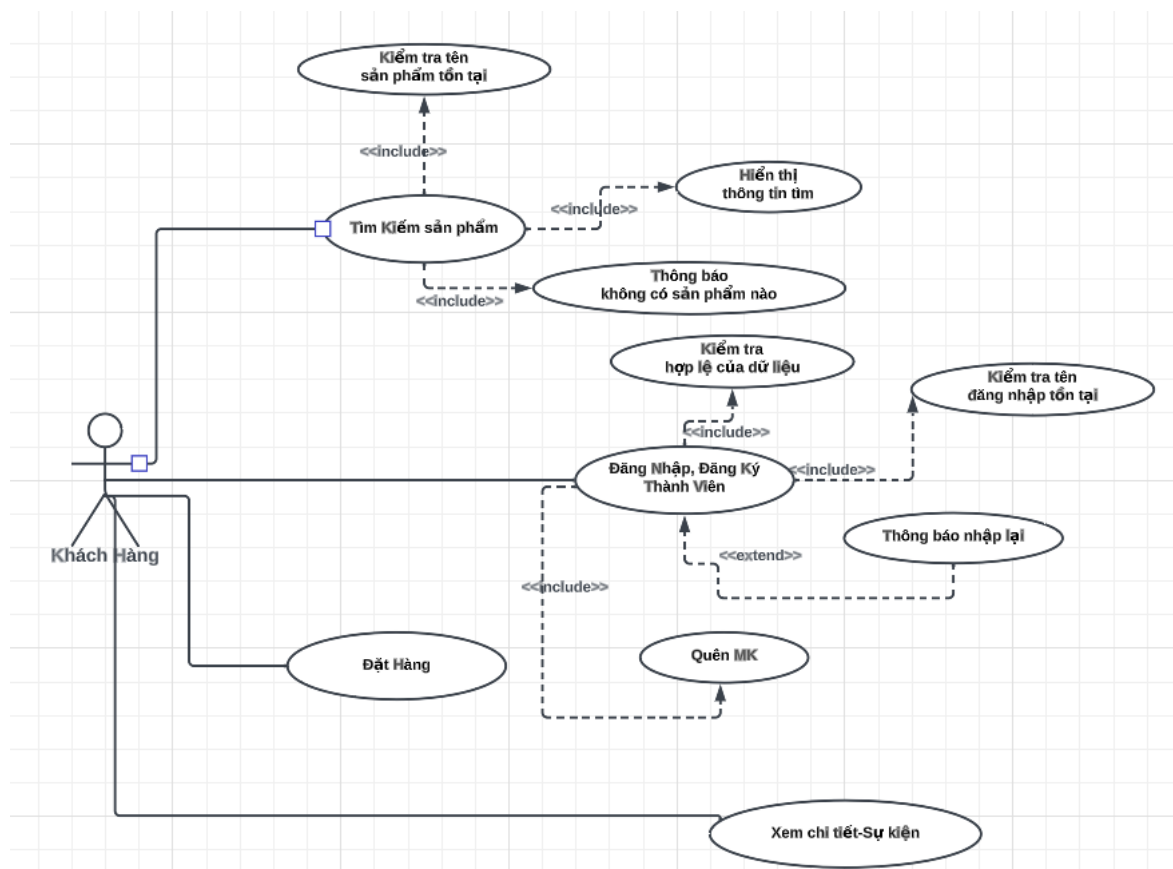 Kiểm tra tên
sản phẩm tồn tại
<<include>>
Hiển thị
thông tin tìm
<<include>>
Tìm Kiếm sản phẩm
Thông báo
không có sản phẩm nào
<<include>>
Kiểm tra
hợp lệ của dữ liệu
Kiểm tra tên
đăng nhập tồn tại
<<include>>
Đăng Nhập, Đăng Ký
Thành Viên
<<include>>
Thông báo nhập lại
<<extend>>
Khách Hàng
<<include>>
Quên MK
Đặt Hàng
Xem chi tiết-Sự kiện